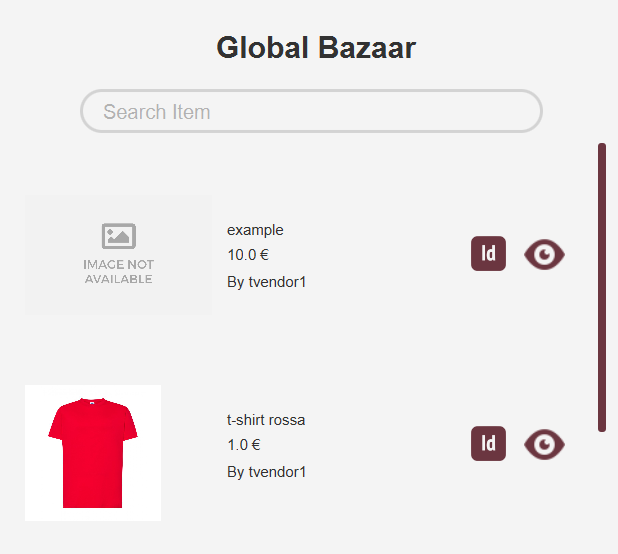 Global Bazaar
Search Item
IMAGE NOT
AVAILABLE
example
10.0 €
By tvendor1
Id
t-shirt rossa
1.0 €
By tvendor1
Id